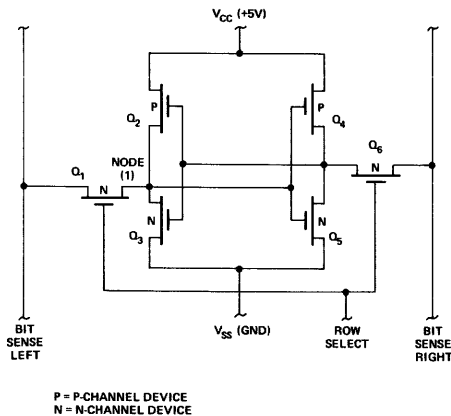 VCC (+5V)
P
P
Q2
Q4
Q6
Q1
NODE
(1)
N
N
N
N
Q3
Q5
BIT
SENSE
LEFT
VSS (GND)
ROW
SELECT
BIT
SENSE
RIGHT
P = P-CHANNEL DEVICE
N = N-CHANNEL DEVICE